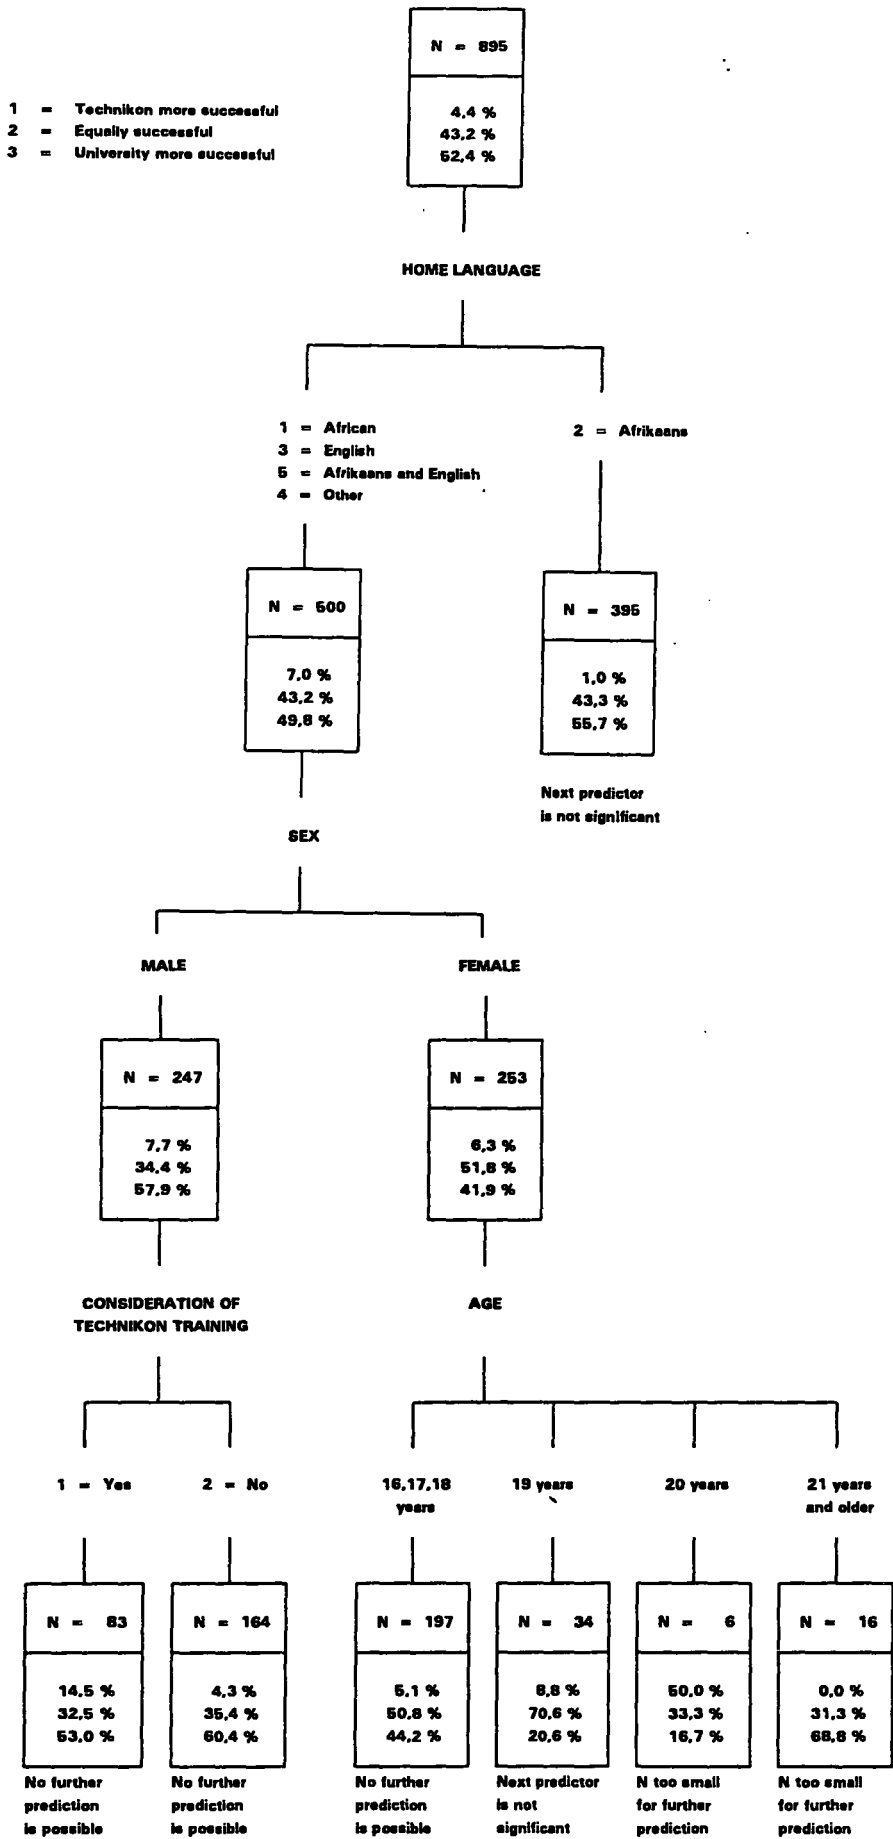 N = 895
4,4 %
43,2 %
52,4 %
1 = Technikon more successful
2 = Equally successful
3 = University more successful
HOME LANGUAGE
1 = African
3 = English
5 = Afrikaans and English
4 = Other
2 = Afrikaans
N = 500
7,0 %
43,2 %
49,8 %
N = 395
1,0 %
43,3 %
55,7 %
Next predictor
is not significant
SEX
MALE
FEMALE
N = 247
7,7 %
34,4 %
57,9 %
N = 253
6,3 %
51,8 %
41,9 %
CONSIDERATION OF
TECHNIKON TRAINING
AGE
1 = Yes
2 = No
16,17,18
years
19 years
20 years
21 years
and older
N = 83
14,5 %
32,5 %
53,0 %
No further
prediction
is possible
N = 164
4,3 %
35,4 %
60,4 %
No further
prediction
is possible
N = 197
5,1 %
50,8 %
44,2 %
No further
prediction
is possible
N = 34
8,8 %
70,6 %
20,6 %
Next predictor
is not
significant
N = 6
50,0 %
33,3 %
16,7 %
N too small
for further
prediction
N = 16
0,0 %
31,3 %
68,8 %
N too small
for further
prediction